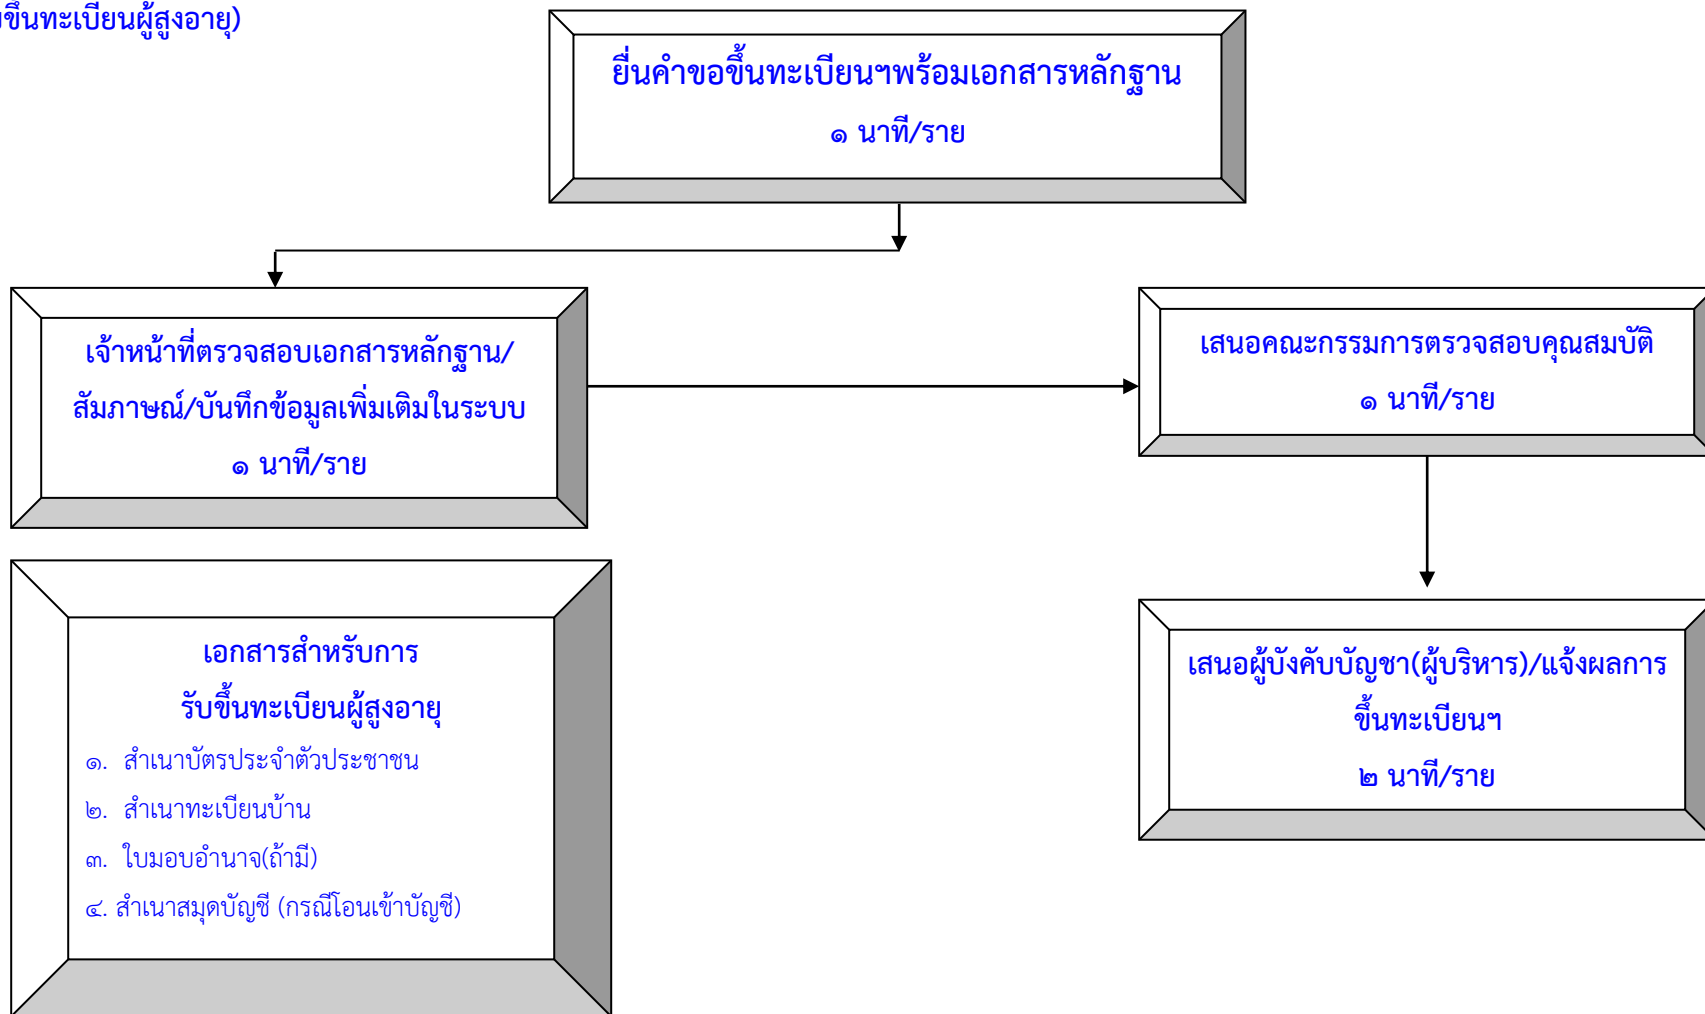 ขึ้นทะเบียนผู้สูงอายุ)
ยื่นคำขอขึ้นทะเบียนฯพร้อมเอกสารหลักฐาน
๑ นาที/ราย
เจ้าหน้าที่ตรวจสอบเอกสารหลักฐาน/
สัมภาษณ์/บันทึกข้อมูลเพิ่มเติมในระบบ
๑ นาที/ราย
เสนอคณะกรรมการตรวจสอบคุณสมบัติ
๑ นาที/ราย
เอกสารสำหรับการ
รับขึ้นทะเบียนผู้สูงอายุ
๑. สำเนาบัตรประจำตัวประชาชน
๒. สำเนาทะเบียนบ้าน
๓. ใบมอบอำนาจ(ถ้ามี)
๔. สำเนาสมุดบัญชี (กรณีโอนเข้าบัญชี)
เสนอผู้บังคับบัญชา(ผู้บริหาร)/แจ้งผลการ
ขึ้นทะเบียนฯ
๒ นาที/ราย